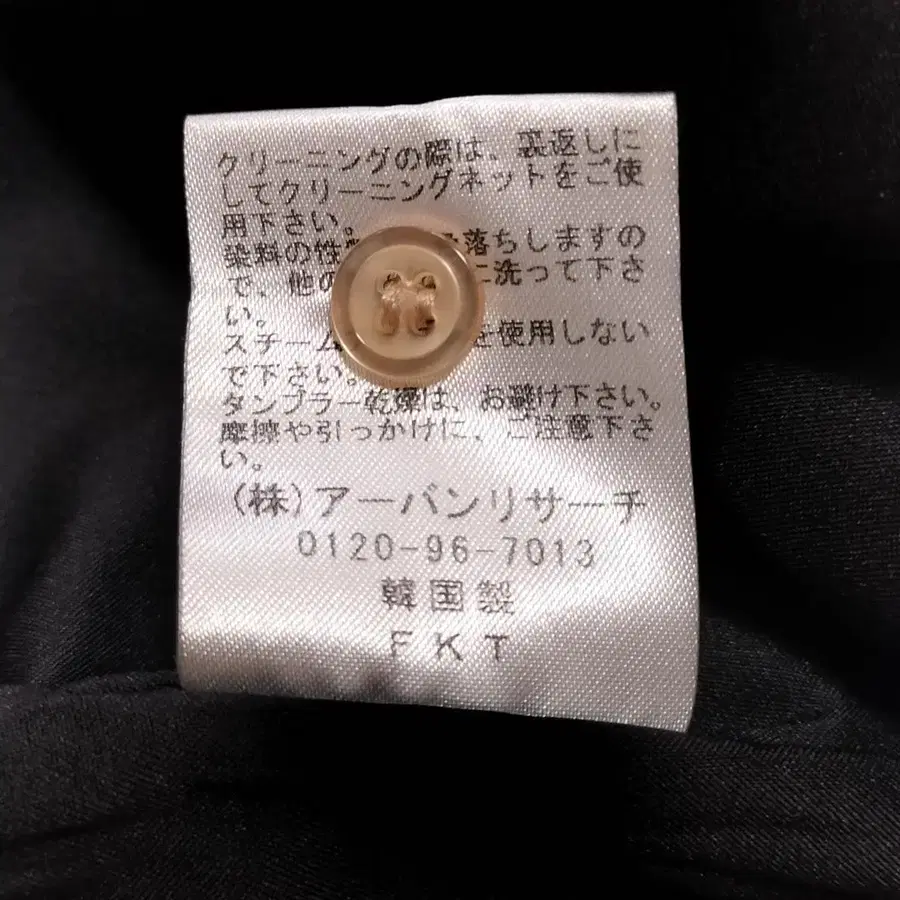 クリーニングの際は、裏返しに
してクリーニングネットをご使
用下さい。
染料の性 落ちしますの
で、他の に洗って下さ
い。
スチーム を使用しない
で下さい。
タンブラー乾燥は、お避け下さい。
摩擦や引っかけに、ご注意下さ
い。
(株)アーバンリサーチ
0120-96-7013
韓国製
FKT